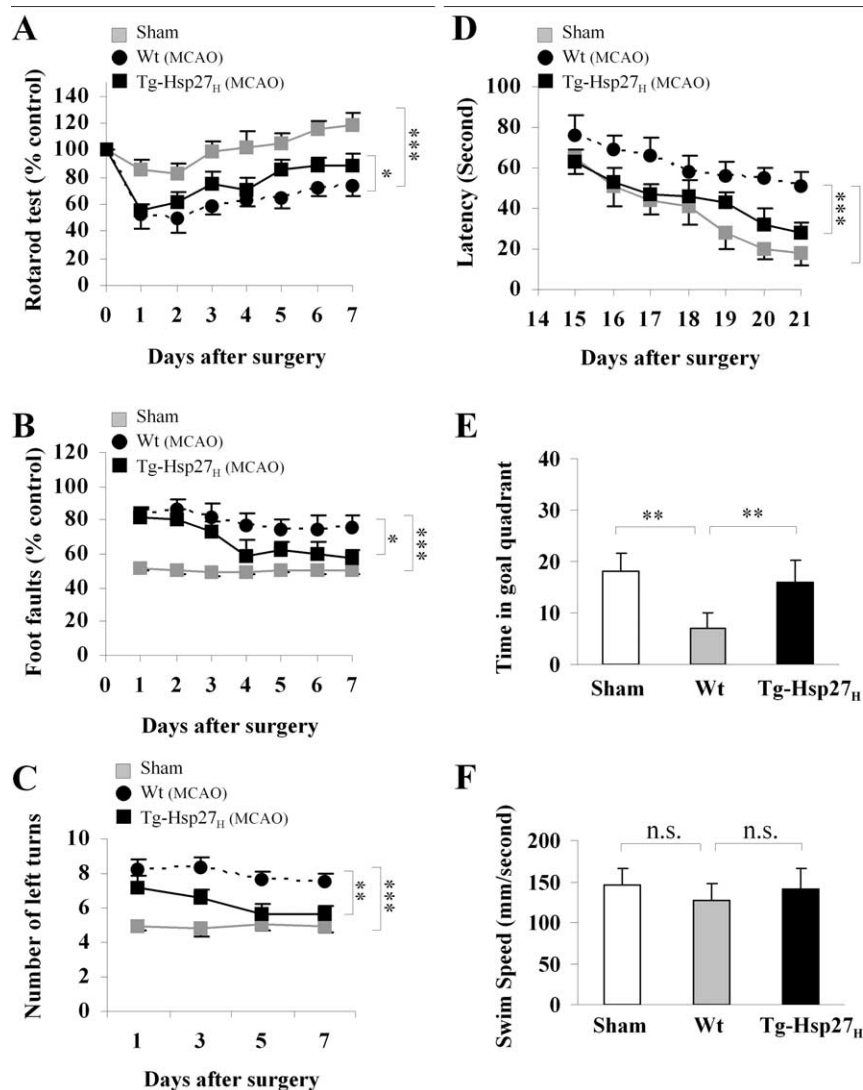 A
Sham
Wt (MCAO)
Tg-Hsp27H (MCAO)
Rotarod test (% control)
140
120
100
80
60
40
20
0
0 1 2 3 4 5 6 7
Days after surgery
***
*
B
Sham
Wt (MCAO)
Tg-Hsp27H (MCAO)
Foot faults (% control)
120
100
80
60
40
20
0
0 1 2 3 4 5 6 7
Days after surgery
*
***
C
Sham
Wt (MCAO)
Tg-Hsp27H (MCAO)
Number of left turns
10
8
6
4
2
0
1 3 5 7
Days after surgery
**
***
D
Sham
Wt (MCAO)
Tg-Hsp27H (MCAO)
Latency (Second)
100
80
60
40
20
0
14 15 16 17 18 19 20 21
Days after surgery
***
E
Time in goal quadrant
40
30
20
10
0
** **
Sham Wt Tg-Hsp27H
F
Swim Speed (mm/second)
200
150
100
50
0
n.s. n.s.
Sham Wt Tg-Hsp27H